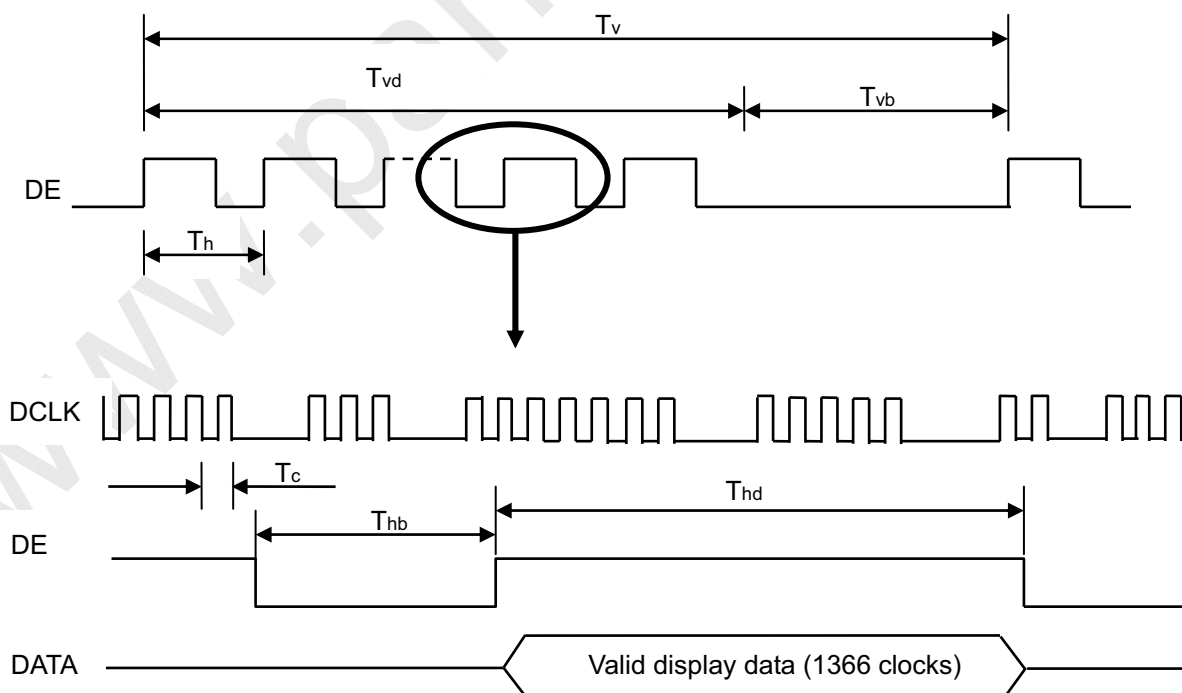 Tv
Tvd
Tvb
DE
Th
DCLK
Tc
Thd
Thb
DE
DATA
Valid display data (1366 clocks)